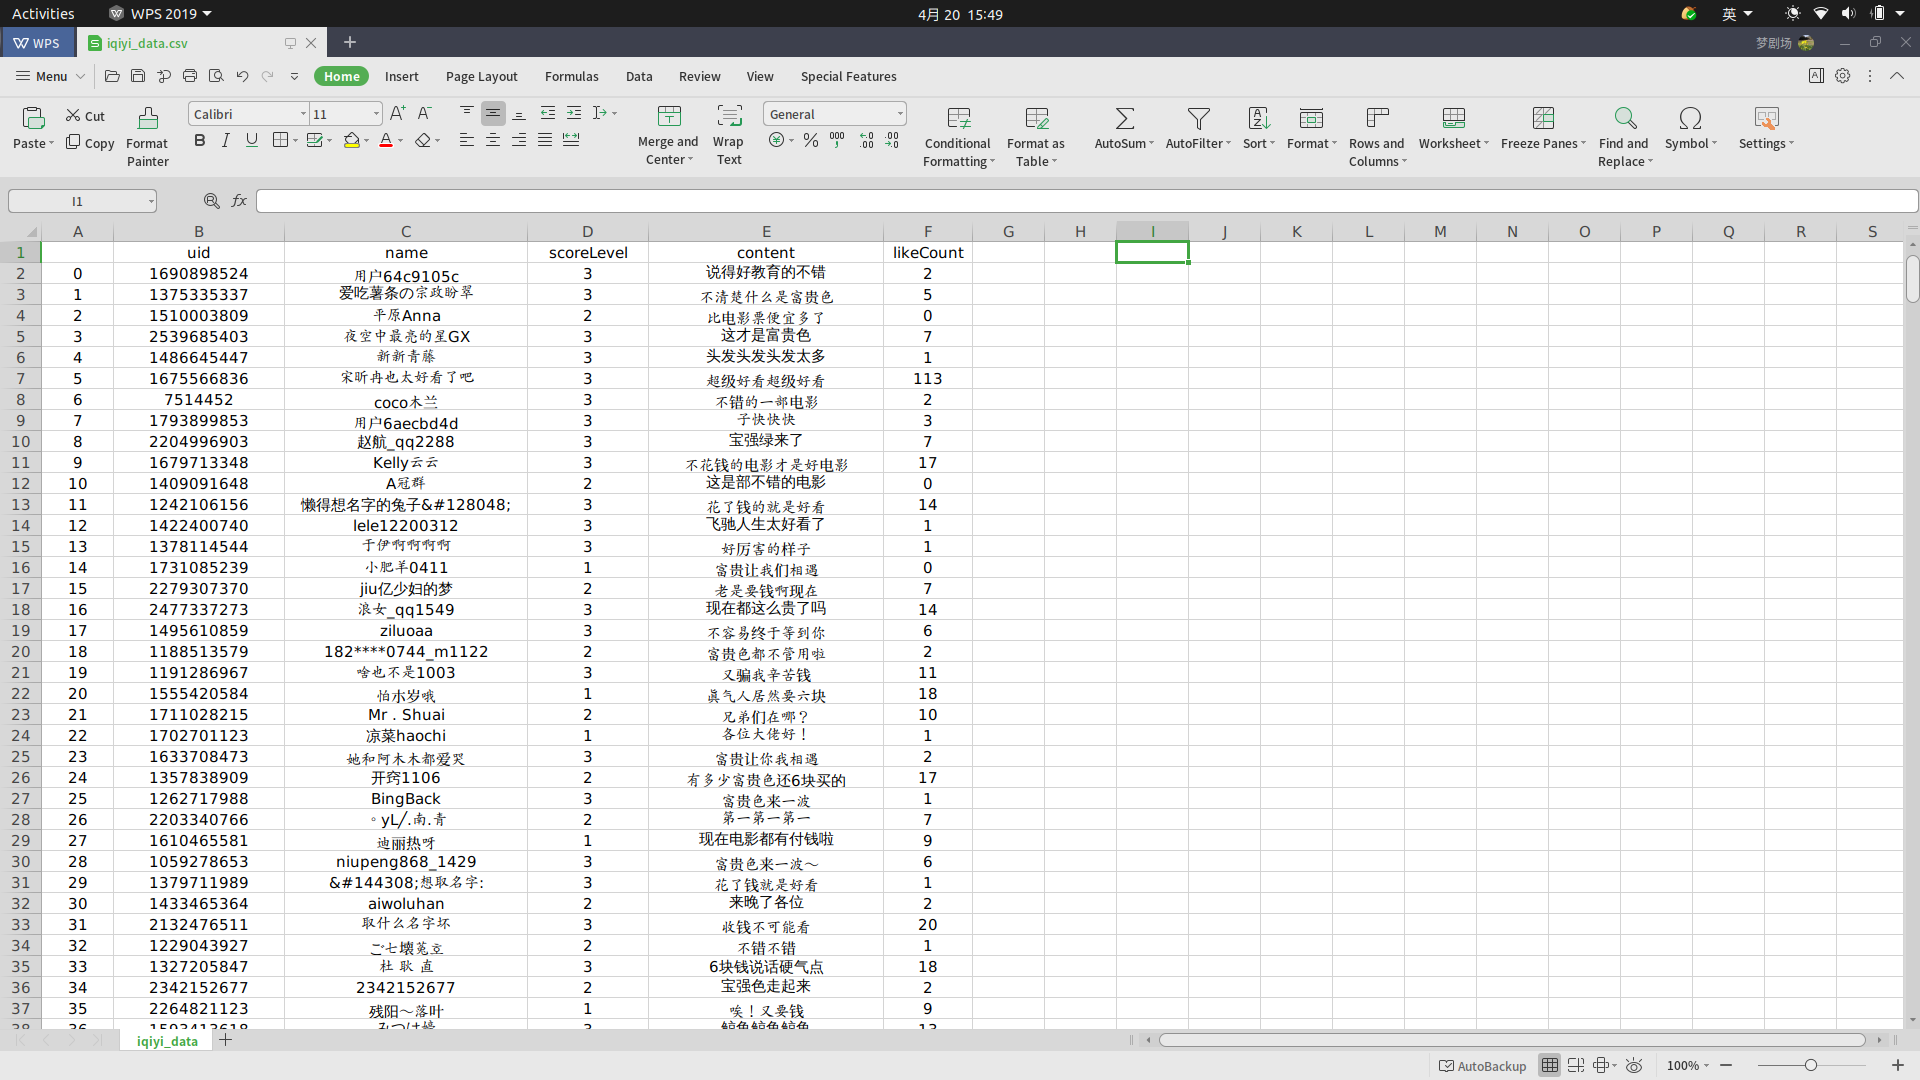 Activities WPS 2019 4月 20 15:49 英
WPS iqiyi_data.csv 梦剧场
Menu Home Insert Page Layout Formulas Data Review View Special Features
Paste Cut Copy Format Painter Calibri 11 Merge and Center Wrap Text General Conditional Formatting Format as Table AutoSum AutoFilter Sort Format Rows and Columns Worksheet Freeze Panes Find and Replace Symbol Settings
I1 fx
A B C D E F G H I J K L M N O P Q R S
1 uid name scoreLevel content likeCount
2 0 1690898524 用户64c9105c 3 说得好教育的不错 2
3 1 1375335337 爱吃薯条の宗政盼翠 3 不清楚什么是富贵色 5
4 2 1510003809 平原Anna 2 比电影票便宜多了 0
5 3 2539685403 夜空中最亮的星GX 3 这才是富贵色 7
6 4 1486645447 新新青藤 3 头发头发头发太多 1
7 5 1675566836 宋昕冉也太好看了吧 3 超级好看超级好看 113
8 6 7514452 coco木兰 3 不错的一部电影 2
9 7 1793899853 用户6aecbd4d 3 子快快快 3
10 8 2204996903 赵航_qq2288 3 宝强绿来了 7
11 9 1679713348 Kelly云云 3 不花钱的电影才是好电影 17
12 10 1409091648 A冠群 2 这是部不错的电影 0
13 11 1242106156 懒得想名字的兔子&#128048; 3 花了钱的就是好看 14
14 12 1422400740 lele12200312 3 飞驰人生太好看了 1
15 13 1378114544 于伊啊啊啊啊 3 好厉害的样子 1
16 14 1731085239 小肥羊0411 1 富贵让我们相遇 0
17 15 2279307370 jiu亿少妇的梦 2 老是要钱啊现在 7
18 16 2477337273 浪女_qq1549 3 现在都这么贵了吗 14
19 17 1495610859 ziluoaa 3 不容易终于等到你 6
20 18 1188513579 182****0744_m1122 2 富贵色都不管用啦 2
21 19 1191286967 啥也不是1003 3 又骗我辛苦钱 11
22 20 1555420584 怕朩岁哦 1 真气人居然要六块 18
23 21 1711028215 Mr . Shuai 2 兄弟们在哪？ 10
24 22 1702701123 凉菜haochi 1 各位大佬好！ 1
25 23 1633708473 她和阿木木都爱哭 3 富贵让你我相遇 2
26 24 1357838909 开窍1106 2 有多少富贵色还6块买的 17
27 25 1262717988 BingBack 3 富贵色来一波 1
28 26 2203340766 ◦yL╱.南.青 2 第一第一第一 7
29 27 1610465581 迪丽热呀 1 现在电影都有付钱啦 9
30 28 1059278653 niupeng868_1429 3 富贵色来一波～ 6
31 29 1379711989 &#144308;想取名字: 3 花了钱就是好看 1
32 30 1433465364 aiwoluhan 2 来晚了各位 2
33 31 2132476511 取什么名字坏 3 收钱不可能看 20
34 32 1229043927 ご七壊菟立 2 不错不错 1
35 33 1327205847 杜 耿 直 3 6块钱说话硬气点 18
36 34 2342152677 2342152677 2 宝强色走起来 2
37 35 2264821123 残阳～落叶 1 唉！又要钱 9
38 36 1593413618 3 鲸鱼鲸鱼鲸鱼 13
iqiyi_data
AutoBackup 100%